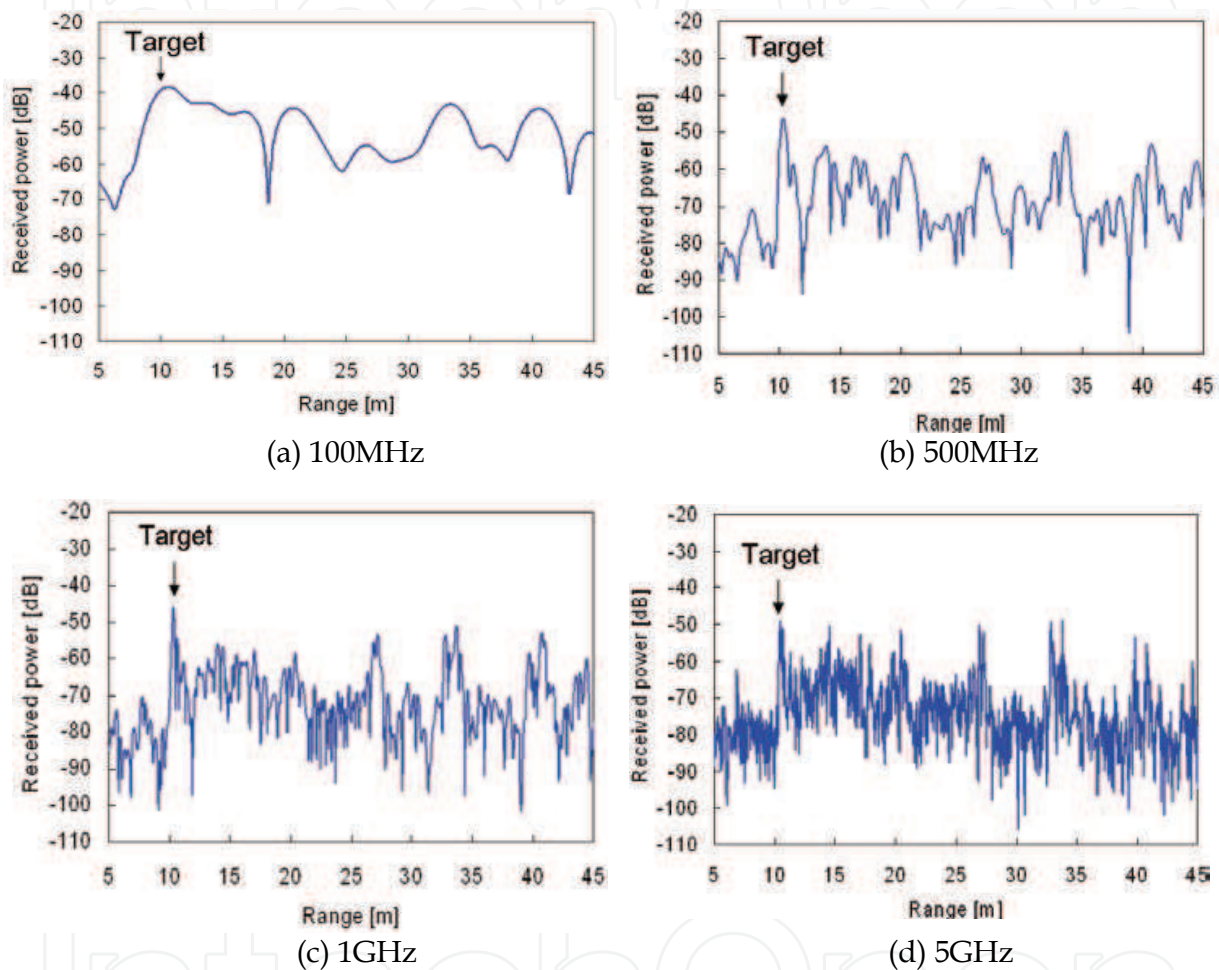 Target
Received power [dB]
-20
-30
-40
-50
-60
-70
-80
-90
-100
-110
5 10 15 20 25 30 35 40 45
Range [m]
(a) 100MHz
Target
Received power [dB]
-20
-30
-40
-50
-60
-70
-80
-90
-100
-110
5 10 15 20 25 30 35 40 45
Range [m]
(b) 500MHz
Target
Received power [dB]
-20
-30
-40
-50
-60
-70
-80
-90
-100
-110
5 10 15 20 25 30 35 40 45
Range [m]
(c) 1GHz
Target
Received power [dB]
-20
-30
-40
-50
-60
-70
-80
-90
-100
-110
5 10 15 20 25 30 35 40 45
Range [m]
(d) 5GHz